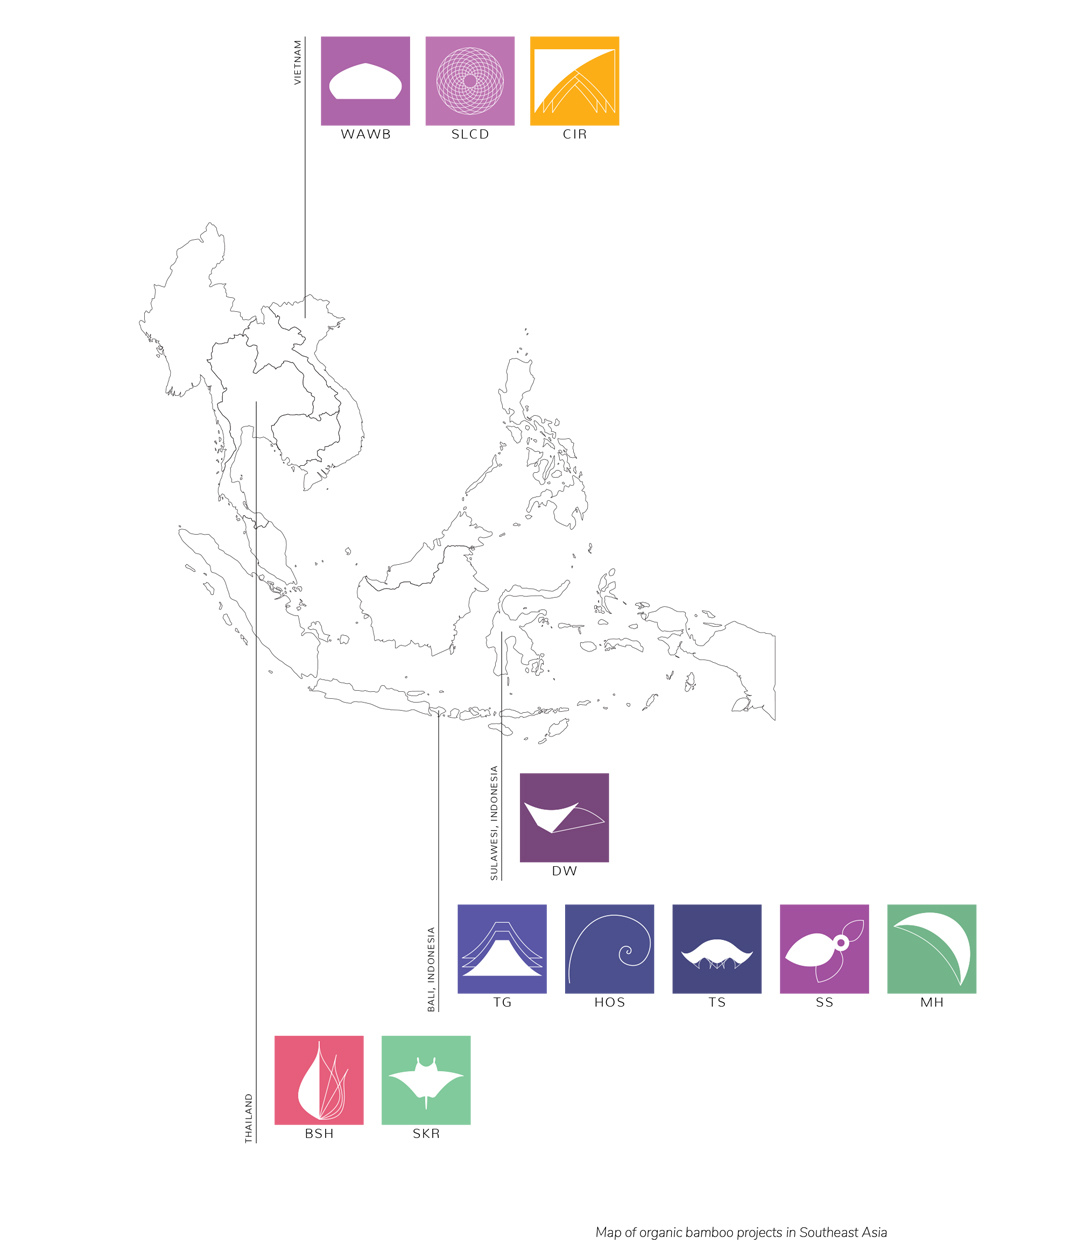 VIETNAM
WAWB
SLCD
CIR
SULAWESI, INDONESIA
DW
BALI, INDONESIA
TG
HOS
TS
SS
MH
THAILAND
BSH
SKR
Map of organic bamboo projects in Southeast Asia